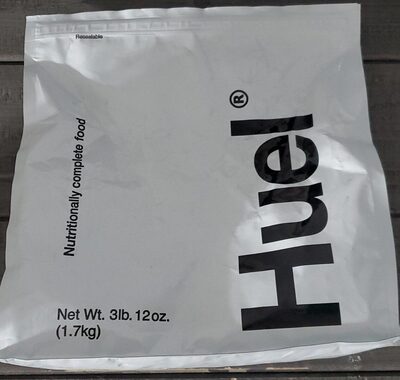 Resealable
Huel®
Nutritionally complete food
Net Wt. 3lb. 12oz.
(1.7kg)